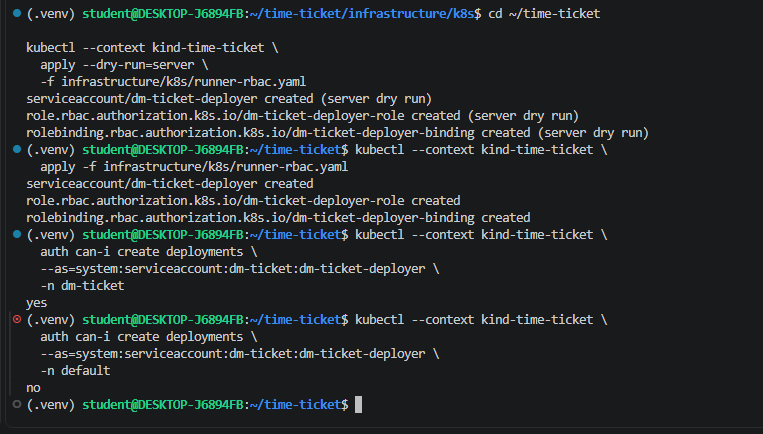 (.venv) student@DESKTOP-J6894FB:~/time-ticket/infrastructure/k8s$ cd ~/time-ticket
kubectl --context kind-time-ticket \
  apply --dry-run=server \
  -f infrastructure/k8s/runner-rbac.yaml
serviceaccount/dm-ticket-deployer created (server dry run)
role.rbac.authorization.k8s.io/dm-ticket-deployer-role created (server dry run)
rolebinding.rbac.authorization.k8s.io/dm-ticket-deployer-binding created (server dry run)
(.venv) student@DESKTOP-J6894FB:~/time-ticket$ kubectl --context kind-time-ticket \
  apply -f infrastructure/k8s/runner-rbac.yaml
serviceaccount/dm-ticket-deployer created
role.rbac.authorization.k8s.io/dm-ticket-deployer-role created
rolebinding.rbac.authorization.k8s.io/dm-ticket-deployer-binding created
(.venv) student@DESKTOP-J6894FB:~/time-ticket$ kubectl --context kind-time-ticket \
  auth can-i create deployments \
  --as=system:serviceaccount:dm-ticket:dm-ticket-deployer \
  -n dm-ticket
yes
(.venv) student@DESKTOP-J6894FB:~/time-ticket$ kubectl --context kind-time-ticket \
  auth can-i create deployments \
  --as=system:serviceaccount:dm-ticket:dm-ticket-deployer \
  -n default
no
(.venv) student@DESKTOP-J6894FB:~/time-ticket$